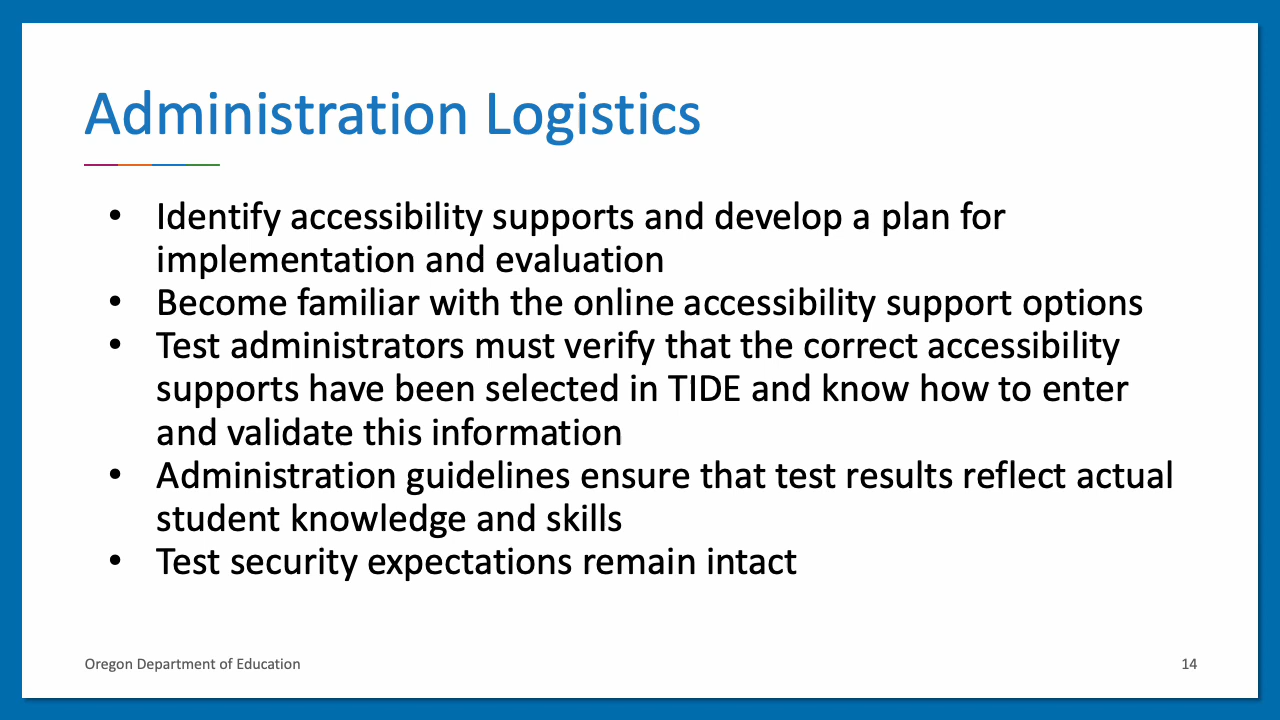 Administration Logistics
• Identify accessibility supports and develop a plan for
implementation and evaluation
• Become familiar with the online accessibility support options
• Test administrators must verify that the correct accessibility
supports have been selected in TIDE and know how to enter
and validate this information
• Administration guidelines ensure that test results reflect actual
student knowledge and skills
• Test security expectations remain intact
Oregon Department of Education
14